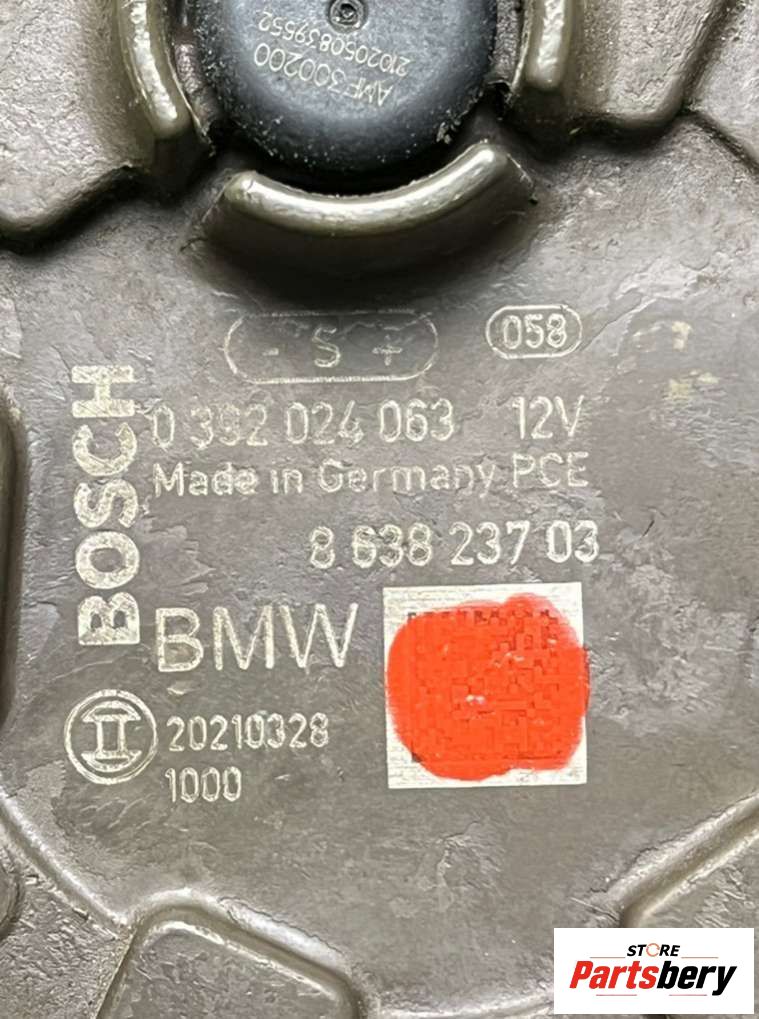 AMF300200
2102050839552
- S +
058
BOSCH
0 392 024 063 12V
Made in Germany PCE
8 638 237 03
BMW
20210328
1000
STORE
Partsbery